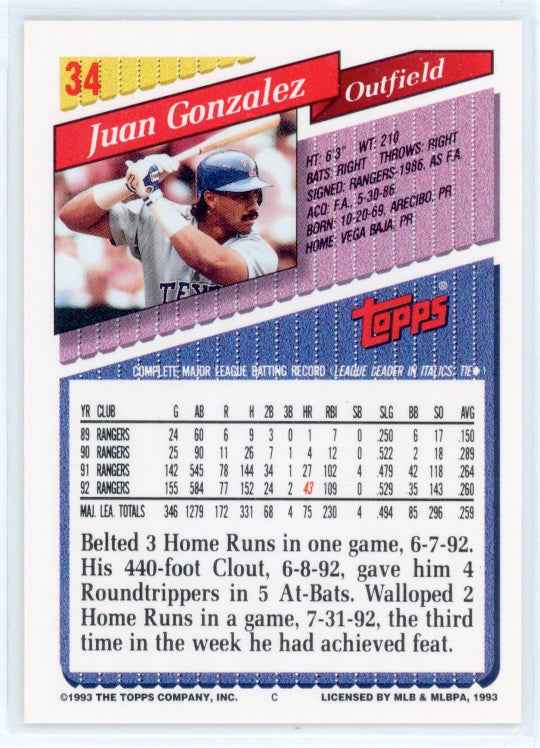 34
Juan Gonzalez
Outfield
HT: 6'3" WT: 210
BATS: RIGHT THROWS: RIGHT
SIGNED: RANGERS-1986, AS F.A.
ACQ: F.A., 5-30-86
BORN: 10-20-69, ARECIBO, PR
HOME: VEGA BAJA, PR
TEX
Topps®
COMPLETE MAJOR LEAGUE BATTING RECORD (LEAGUE LEADER IN ITALICS, TIE◆)
YR CLUB G AB R H 2B 3B HR RBI SB SLG BB SO AVG
89 RANGERS 24 60 6 9 3 0 1 7 0 .250 6 17 .150
90 RANGERS 25 90 11 26 7 1 4 12 0 .522 2 18 .289
91 RANGERS 142 545 78 144 34 1 27 102 4 .479 42 118 .264
92 RANGERS 155 584 77 152 24 2 43 109 0 .529 35 143 .260
MAJ. LEA. TOTALS 346 1279 172 331 68 4 75 230 4 .494 85 296 .259
Belted 3 Home Runs in one game, 6-7-92.
His 440-foot Clout, 6-8-92, gave him 4
Roundtrippers in 5 At-Bats. Walloped 2
Home Runs in a game, 7-31-92, the third
time in the week he had achieved feat.
©1993 THE TOPPS COMPANY, INC. C LICENSED BY MLB & MLBPA, 1993